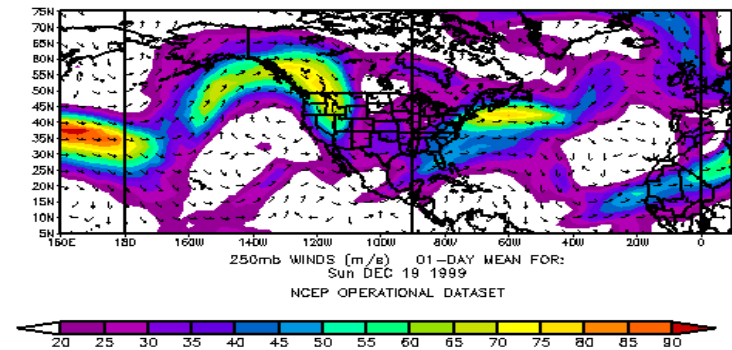 75N
70N
65N
60N
55N
50N
45N
40N
35N
30N
25N
20N
15N
10N
5N
160E 180 160W 140W 120W 100W 80W 60W 40W 20W 0
250mb WINDS (m/s) 01-DAY MEAN FOR:
Sun DEC 19 1999
NCEP OPERATIONAL DATASET
20 25 30 35 40 45 50 55 60 65 70 75 80 85 90